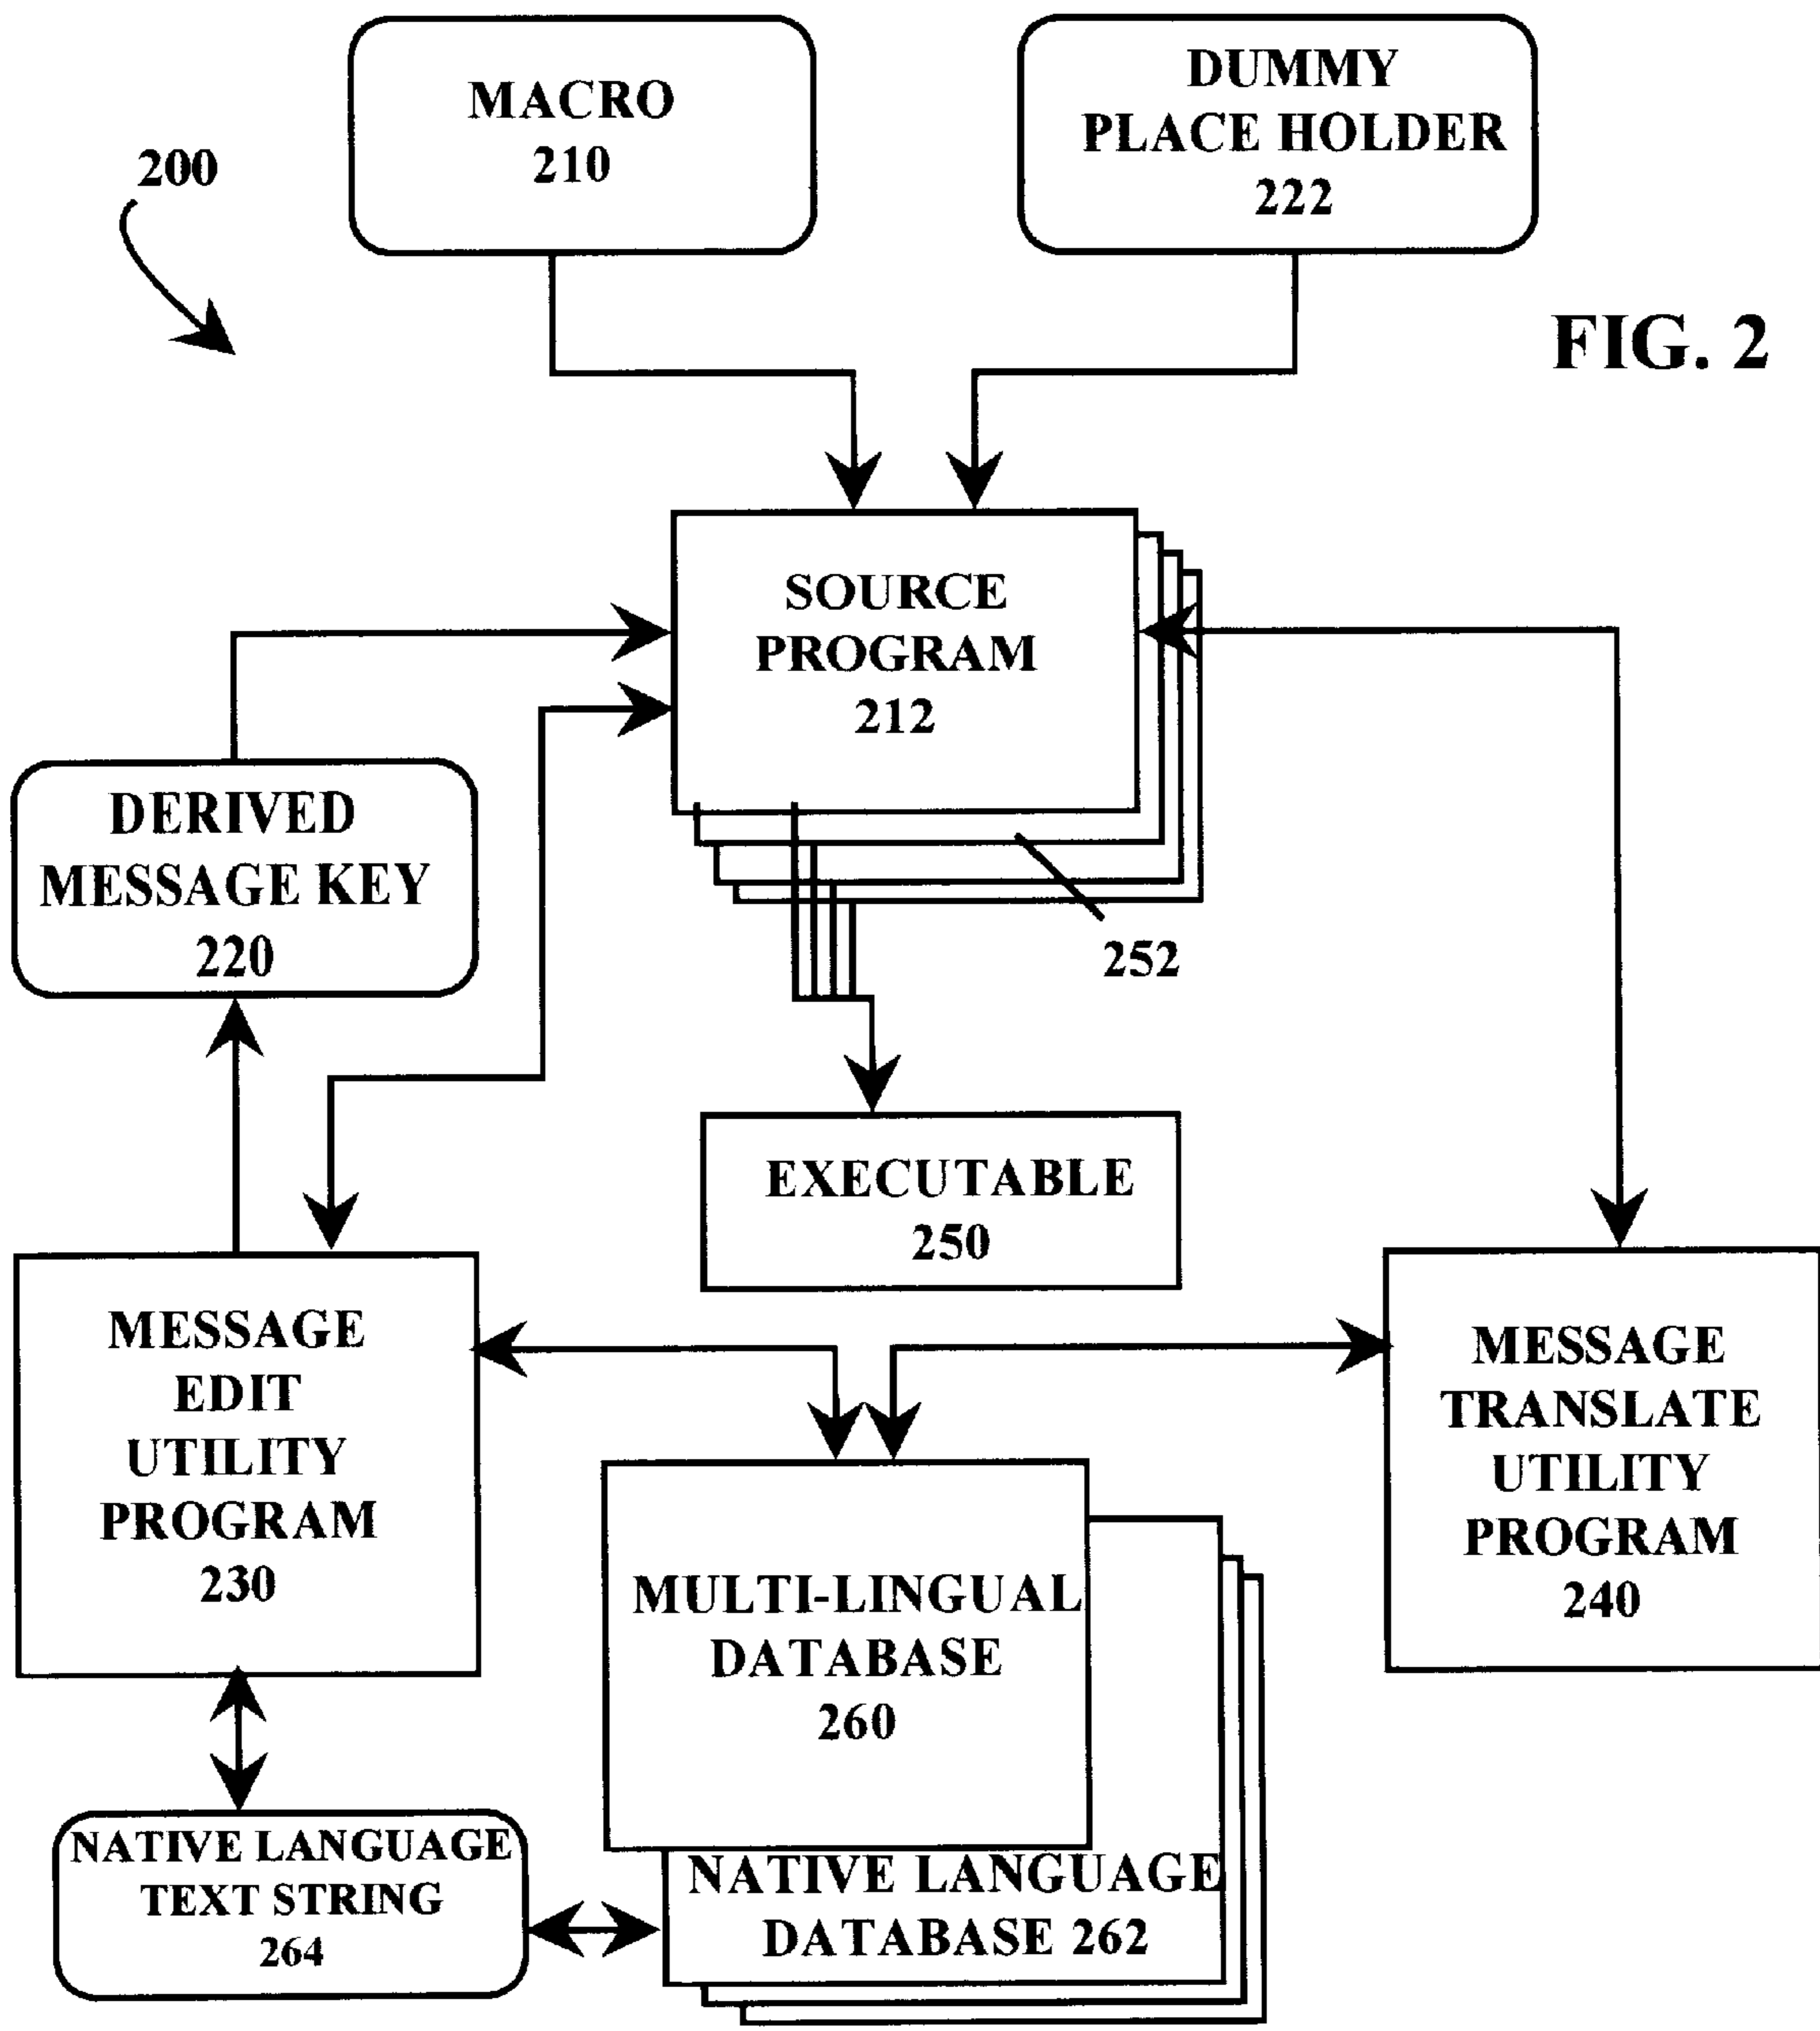 MACRO
210
DUMMY
PLACE HOLDER
222
200
FIG. 2
SOURCE
PROGRAM
212
DERIVED
MESSAGE KEY
220
252
EXECUTABLE
250
MESSAGE
EDIT
UTILITY
PROGRAM
230
MESSAGE
TRANSLATE
UTILITY
PROGRAM
240
MULTI-LINGUAL
DATABASE
260
NATIVE LANGUAGE
TEXT STRING
264
NATIVE LANGUAGE
DATABASE 262